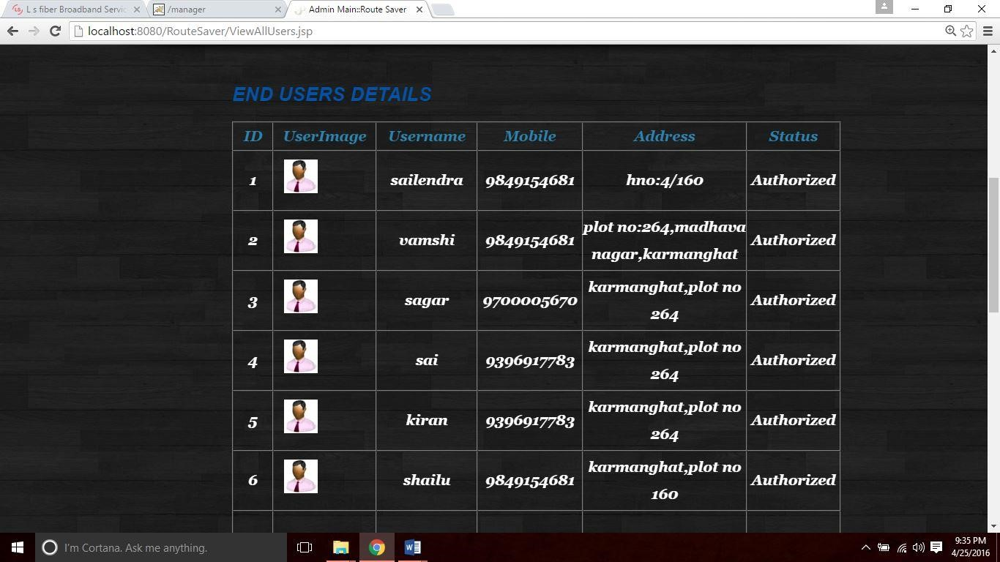 L s fiber Broadband Servic
/manager
Admin Main::Route Saver
localhost:8080/RouteSaver/ViewAllUsers.jsp
END USERS DETAILS
ID UserImage Username Mobile Address Status
1 sailendra 9849154681 hno:4/160 Authorized
2 vamshi 9849154681 plot no:264,madhava
nagar,karmanghat Authorized
3 sagar 9700005670 karmanghat,plot no
264 Authorized
4 sai 9396917783 karmanghat,plot no
264 Authorized
5 kiran 9396917783 karmanghat,plot no
264 Authorized
6 shailu 9849154681 karmanghat,plot no
160 Authorized
I'm Cortana. Ask me anything.
9:35 PM
4/25/2016